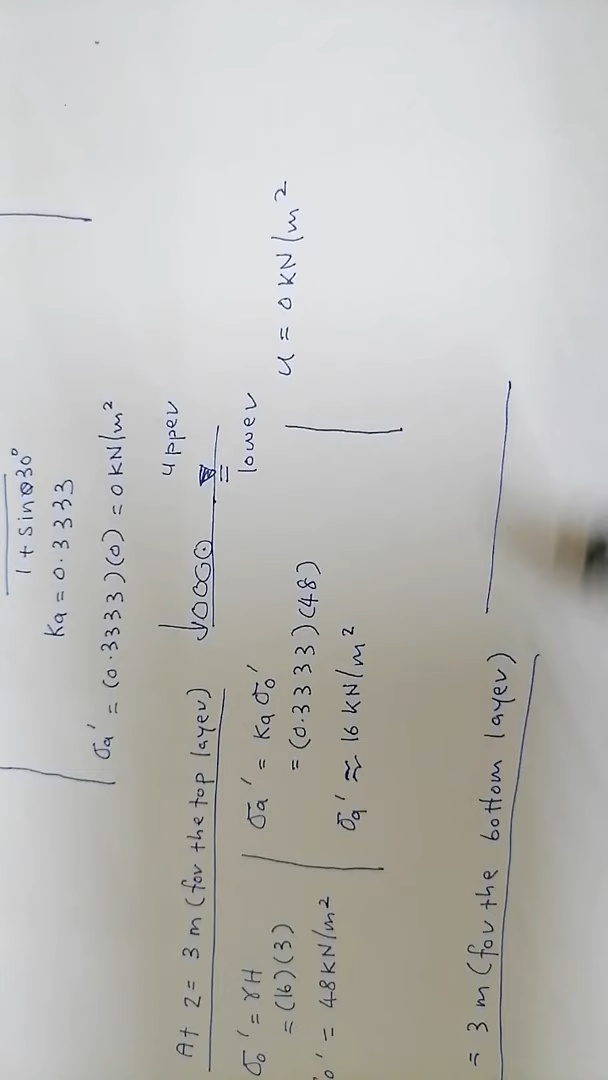 1 + sinθ30°
Ka = 0.3333
σa' = (0.3333)(0) = 0 KN/m²
At z = 3 m (for the top layer)
upper
lower
σo' = γH
= (16)(3)
o' = 48 KN/m²
σa' = Ka σo'
= (0.3333)(48)
σa' ≈ 16 KN/m²
u = 0 KN/m²
= 3 m (for the bottom layer)